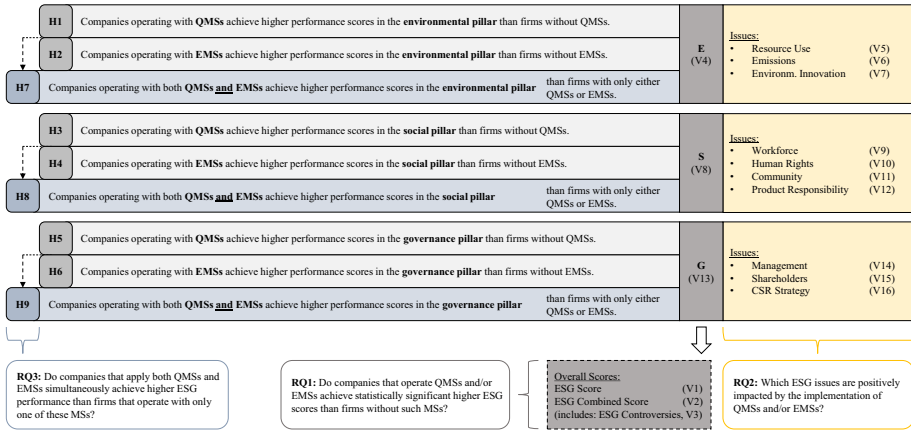 H1 Companies operating with QMSs achieve higher performance scores in the environmental pillar than firms without QMSs.
H2 Companies operating with EMSs achieve higher performance scores in the environmental pillar than firms without EMSs.
H7 Companies operating with both QMSs and EMSs achieve higher performance scores in the environmental pillar than firms with only either
QMSs or EMSs.
E
(V4)
Issues:
• Resource Use (V5)
• Emissions (V6)
• Environm. Innovation (V7)
H3 Companies operating with QMSs achieve higher performance scores in the social pillar than firms without QMSs.
H4 Companies operating with EMSs achieve higher performance scores in the social pillar than firms without EMSs.
H8 Companies operating with both QMSs and EMSs achieve higher performance scores in the social pillar than firms with only either
QMSs or EMSs.
S
(V8)
Issues:
• Workforce (V9)
• Human Rights (V10)
• Community (V11)
• Product Responsibility (V12)
H5 Companies operating with QMSs achieve higher performance scores in the governance pillar than firms without QMSs.
H6 Companies operating with EMSs achieve higher performance scores in the governance pillar than firms without EMSs.
H9 Companies operating with both QMSs and EMSs achieve higher performance scores in the governance pillar than firms with only either
QMSs or EMSs.
G
(V13)
Issues:
• Management (V14)
• Shareholders (V15)
• CSR Strategy (V16)
RQ3: Do companies that apply both QMSs and
EMSs simultaneously achieve higher ESG
performance than firms that operate with only
one of these MSs?
RQ1: Do companies that operate QMSs and/or
EMSs achieve statistically significant higher ESG
scores than firms without such MSs?
Overall Scores:
ESG Score (V1)
ESG Combined Score (V2)
(includes: ESG Controversies, V3)
RQ2: Which ESG issues are positively
impacted by the implementation of
QMSs and/or EMSs?